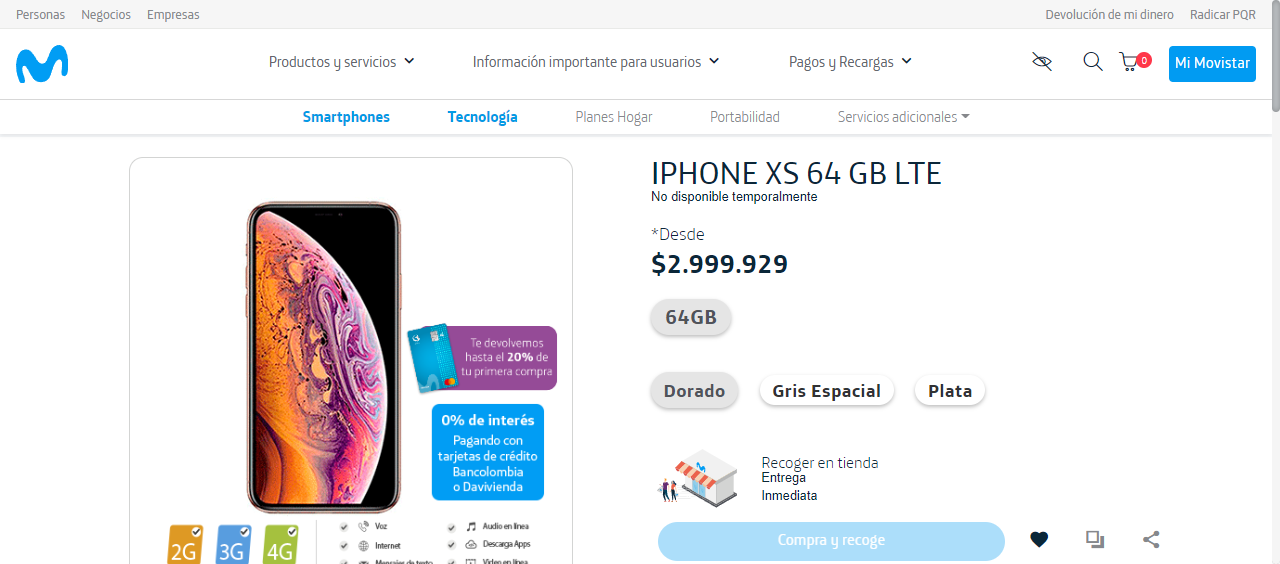 Personas Negocios Empresas Devolución de mi dinero Radicar PQR
Productos y servicios Información importante para usuarios Pagos y Recargas 0 Mi Movistar
Smartphones Tecnología Planes Hogar Portabilidad Servicios adicionales
IPHONE XS 64 GB LTE
No disponible temporalmente
*Desde
$2.999.929
64GB
Dorado Gris Espacial Plata
Recoger en tienda
Entrega
Inmediata
Compra y recoge
Te devolvemos
hasta el 20% de
tu primera compra
0% de interés
Pagando con
tarjetas de crédito
Bancolombia
o Davivienda
2G 3G 4G
Voz
Internet
Mensajes de texto
Audio en línea
Descarga Apps
Video en línea